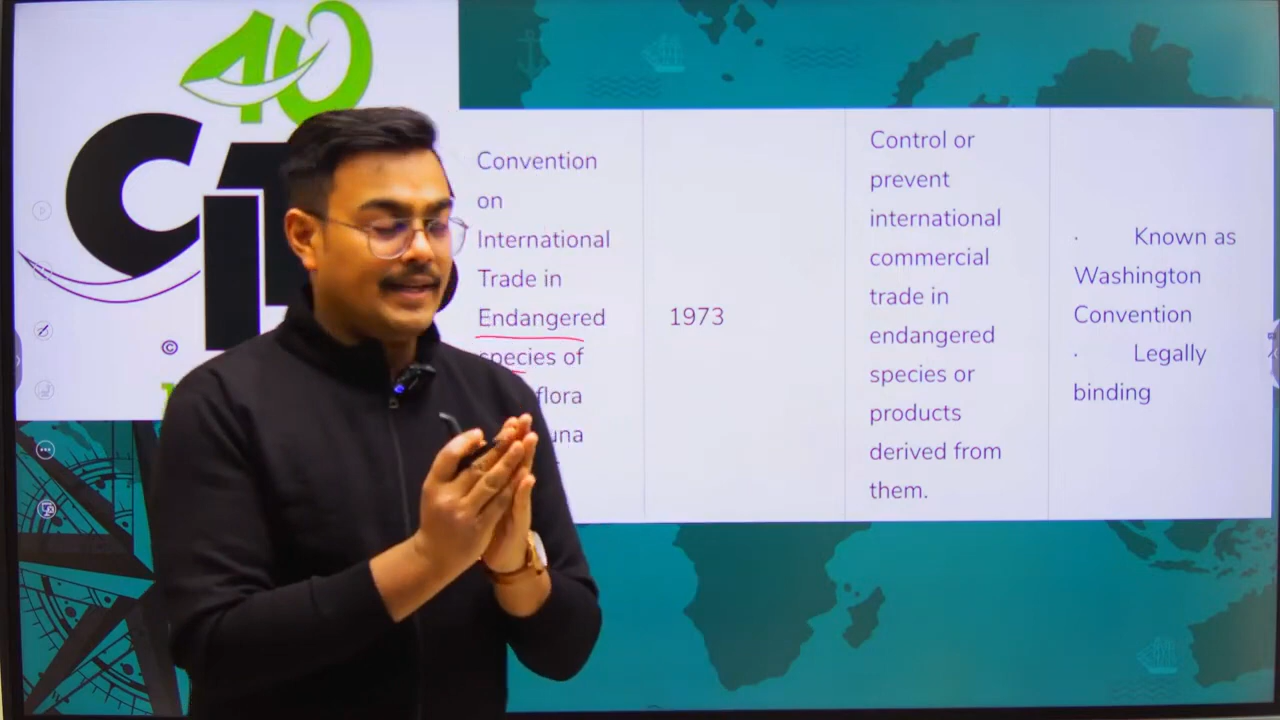 40
©
Convention
on
International
Trade in
Endangered
species of
flora
1973
Control or
prevent
international
commercial
trade in
endangered
species or
products
derived from
them.
· Known as
Washington
Convention
· Legally
binding